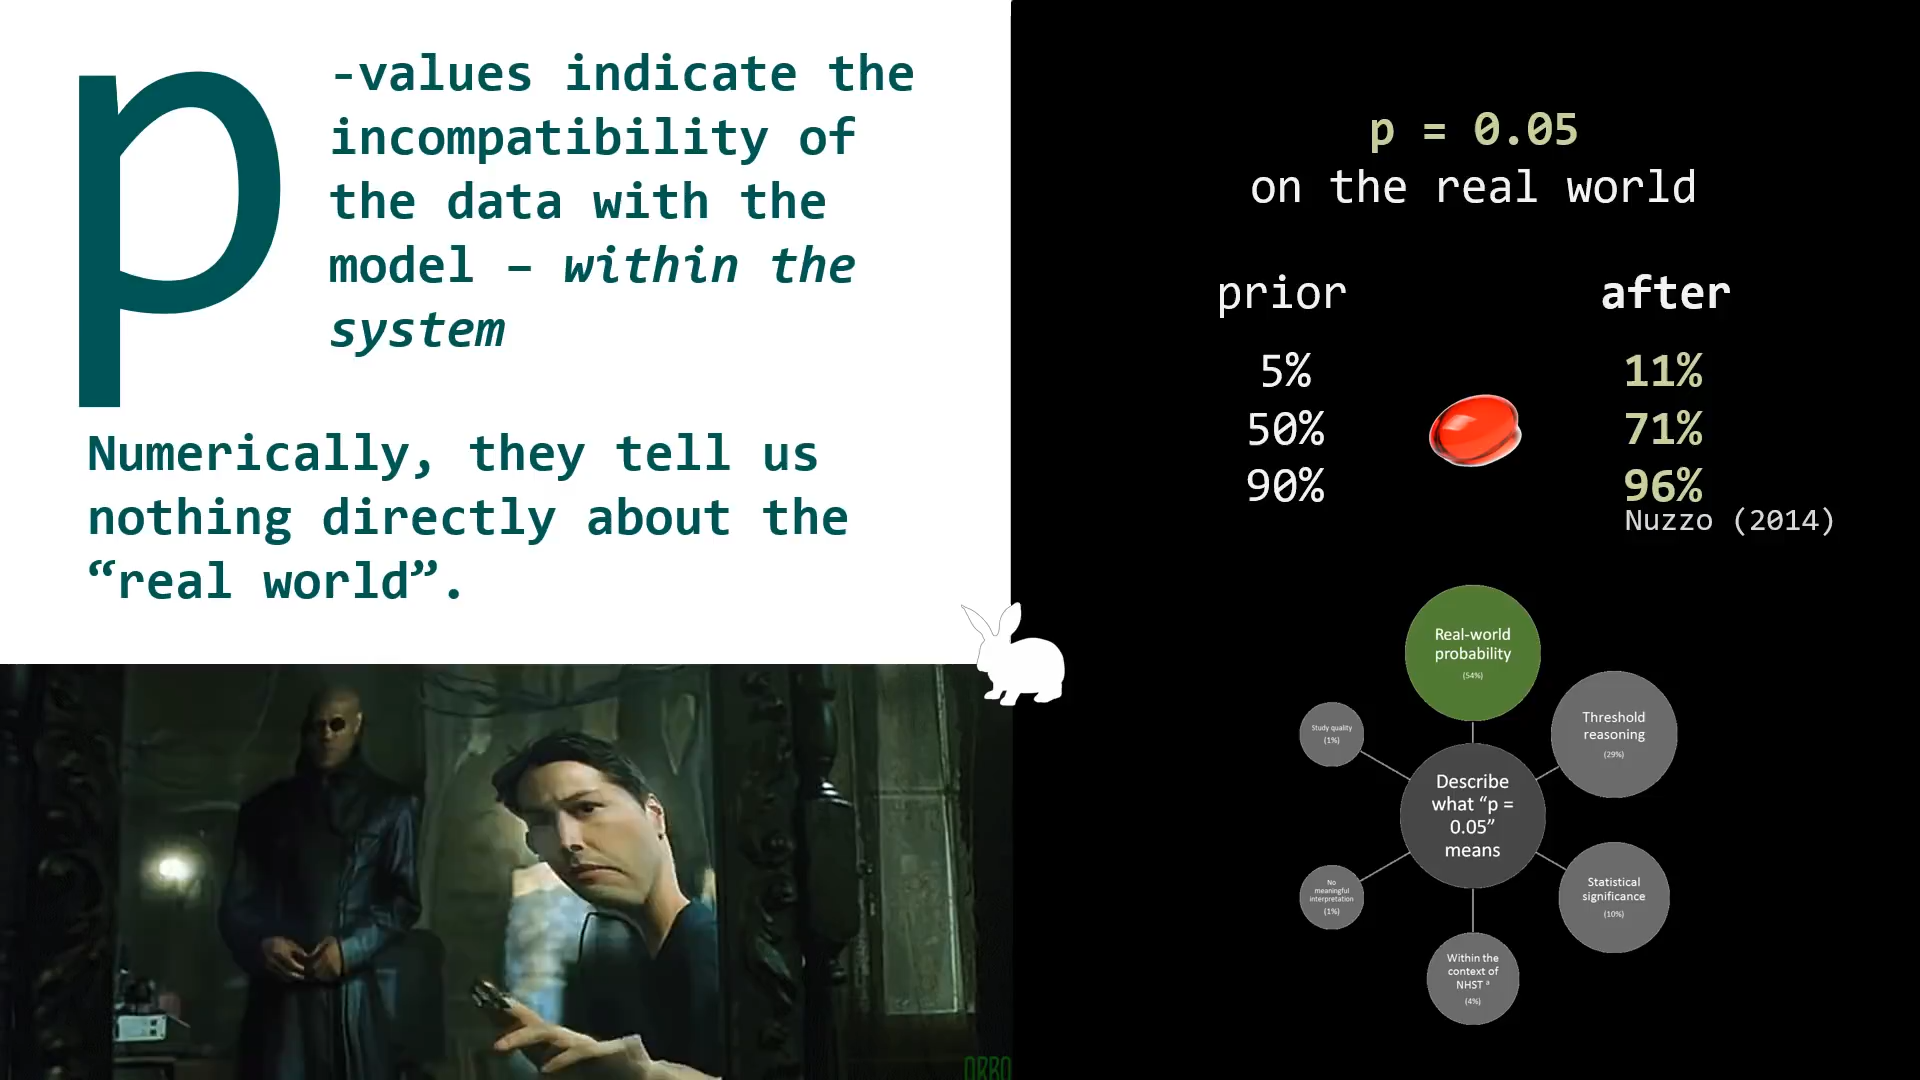 p
-values indicate the
incompatibility of
the data with the
model – within the
system
Numerically, they tell us
nothing directly about the
“real world”.
p = 0.05
on the real world
prior after
5% 11%
50% 71%
90% 96%
Nuzzo (2014)
Real-world
probability
(54%)
Threshold
reasoning
(29%)
Study quality
(1%)
Describe
what “p =
0.05”
means
Statistical
significance
(10%)
No
meaningful
interpretation
(1%)
Within the
context of
NHST ᵃ
(4%)